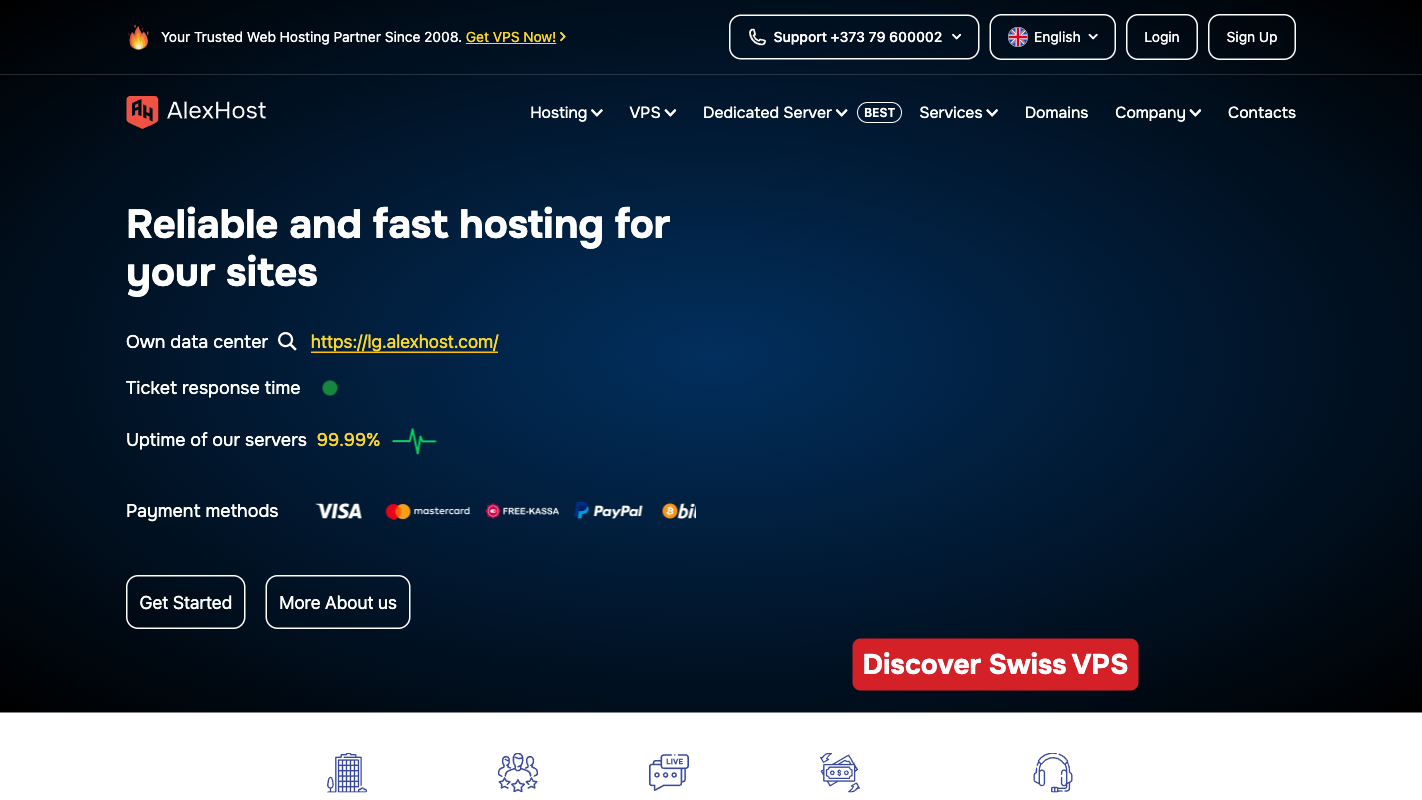 Your Trusted Web Hosting Partner Since 2008. Get VPS Now!
Support +373 79 600002
English
Login
Sign Up
AlexHost
Hosting
VPS
Dedicated Server
BEST
Services
Domains
Company
Contacts
Reliable and fast hosting for
your sites
Own data center https://lg.alexhost.com/
Ticket response time
Uptime of our servers 99.99%
Payment methods VISA mastercard FREE-KASSA PayPal bit
Get Started
More About us
Discover Swiss VPS
LIVE